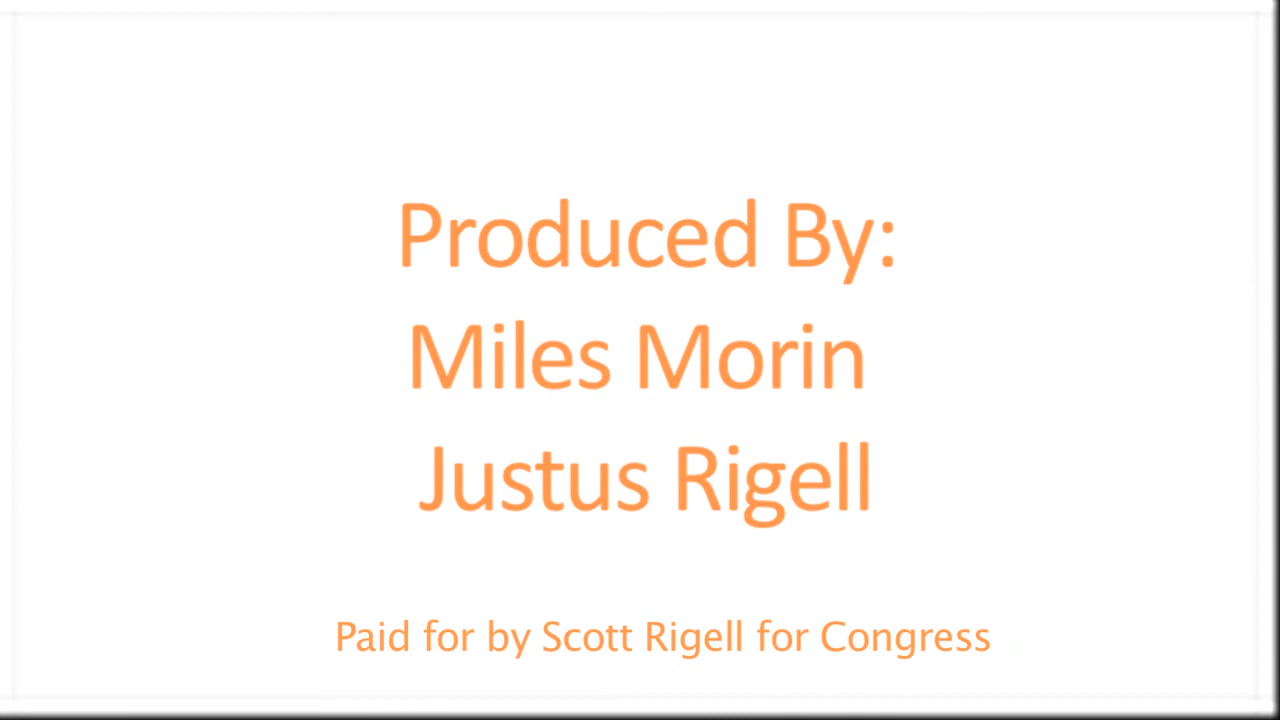 Produced By:
Miles Morin
Justus Rigell
Paid for by Scott Rigell for Congress